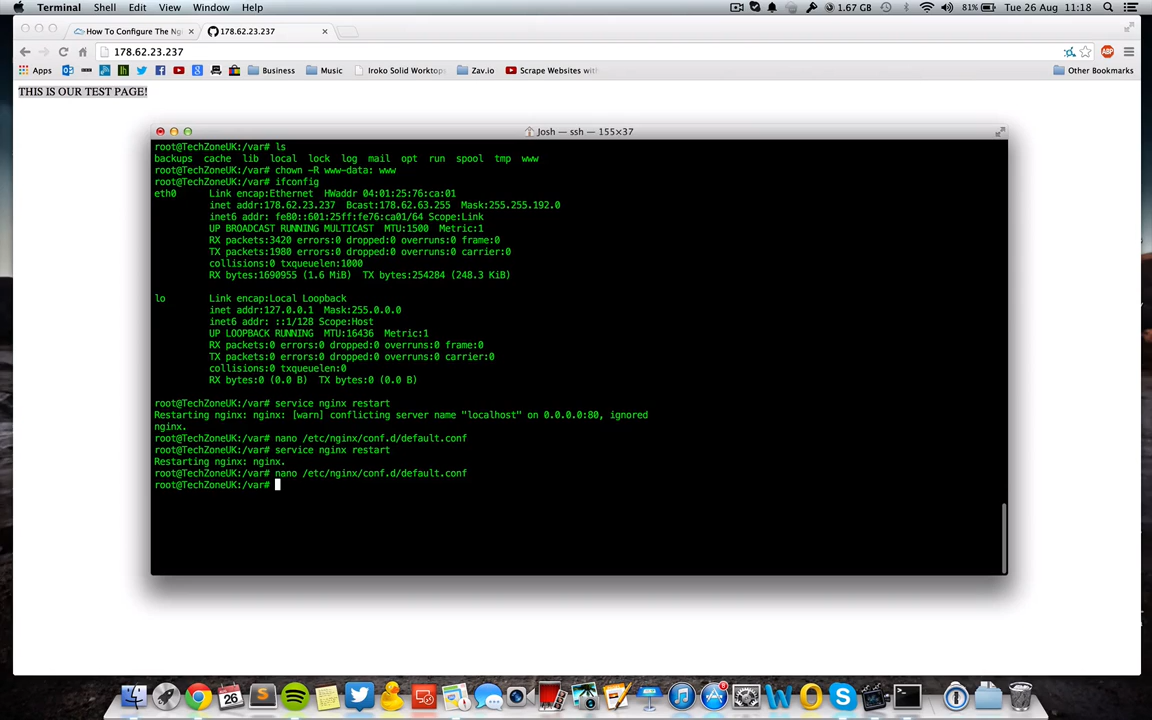 Terminal Shell Edit View Window Help 1.67 GB 81% Tue 26 Aug 11:18
How To Configure The Ngi 178.62.23.237
178.62.23.237 ABP
Apps Business Music Iroko Solid Worktops Zav.io Scrape Websites with Other Bookmarks
THIS IS OUR TEST PAGE!
Josh — ssh — 155×37
root@TechZoneUK:/var# ls
backups cache lib local lock log mail opt run spool tmp www
root@TechZoneUK:/var# chown -R www-data: www
root@TechZoneUK:/var# ifconfig
eth0 Link encap:Ethernet HWaddr 04:01:25:76:ca:01
inet addr:178.62.23.237 Bcast:178.62.63.255 Mask:255.255.192.0
inet6 addr: fe80::601:25ff:fe76:ca01/64 Scope:Link
UP BROADCAST RUNNING MULTICAST MTU:1500 Metric:1
RX packets:3420 errors:0 dropped:0 overruns:0 frame:0
TX packets:1980 errors:0 dropped:0 overruns:0 carrier:0
collisions:0 txqueuelen:1000
RX bytes:1690955 (1.6 MiB) TX bytes:254284 (248.3 KiB)
lo Link encap:Local Loopback
inet addr:127.0.0.1 Mask:255.0.0.0
inet6 addr: ::1/128 Scope:Host
UP LOOPBACK RUNNING MTU:16436 Metric:1
RX packets:0 errors:0 dropped:0 overruns:0 frame:0
TX packets:0 errors:0 dropped:0 overruns:0 carrier:0
collisions:0 txqueuelen:0
RX bytes:0 (0.0 B) TX bytes:0 (0.0 B)
root@TechZoneUK:/var# service nginx restart
Restarting nginx: nginx: [warn] conflicting server name "localhost" on 0.0.0.0:80, ignored
nginx.
root@TechZoneUK:/var# nano /etc/nginx/conf.d/default.conf
root@TechZoneUK:/var# service nginx restart
Restarting nginx: nginx.
root@TechZoneUK:/var# nano /etc/nginx/conf.d/default.conf
root@TechZoneUK:/var#
26